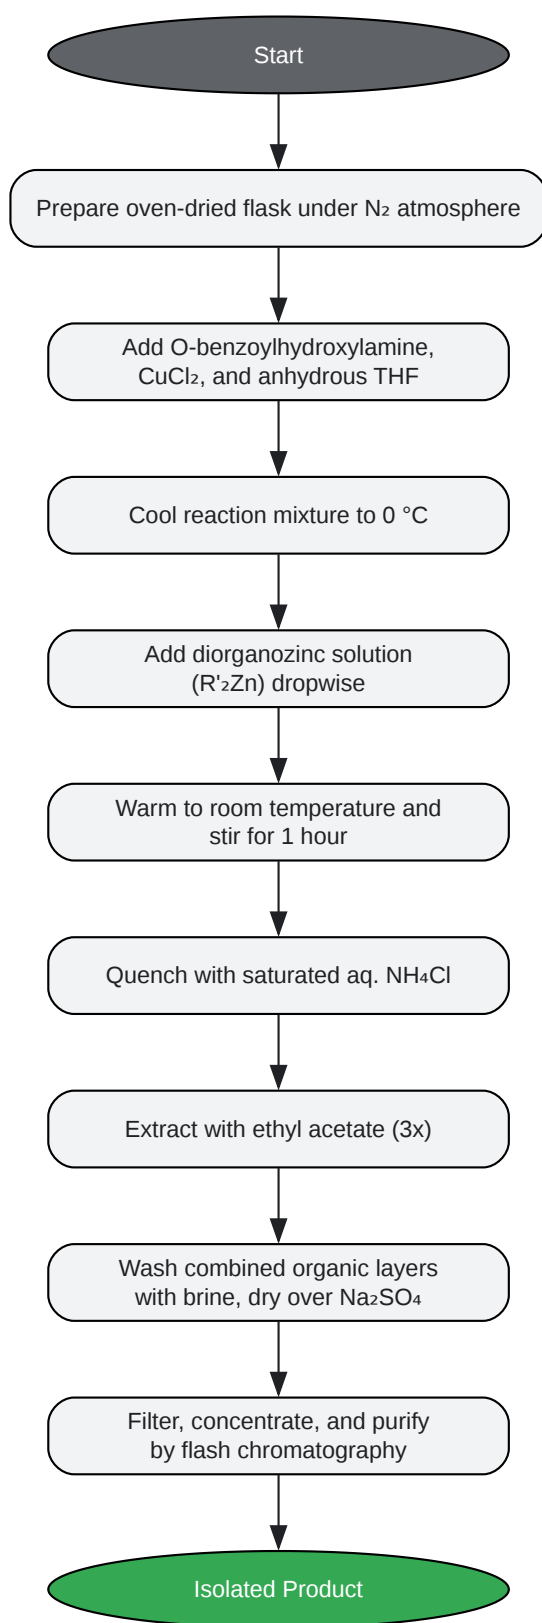 Start
Prepare oven-dried flask under N₂ atmosphere
Add O-benzoylhydroxylamine,
CuCl₂, and anhydrous THF
Cool reaction mixture to 0 °C
Add diorganozinc solution
(R'₂Zn) dropwise
Warm to room temperature and
stir for 1 hour
Quench with saturated aq. NH₄Cl
Extract with ethyl acetate (3x)
Wash combined organic layers
with brine, dry over Na₂SO₄
Filter, concentrate, and purify
by flash chromatography
Isolated Product